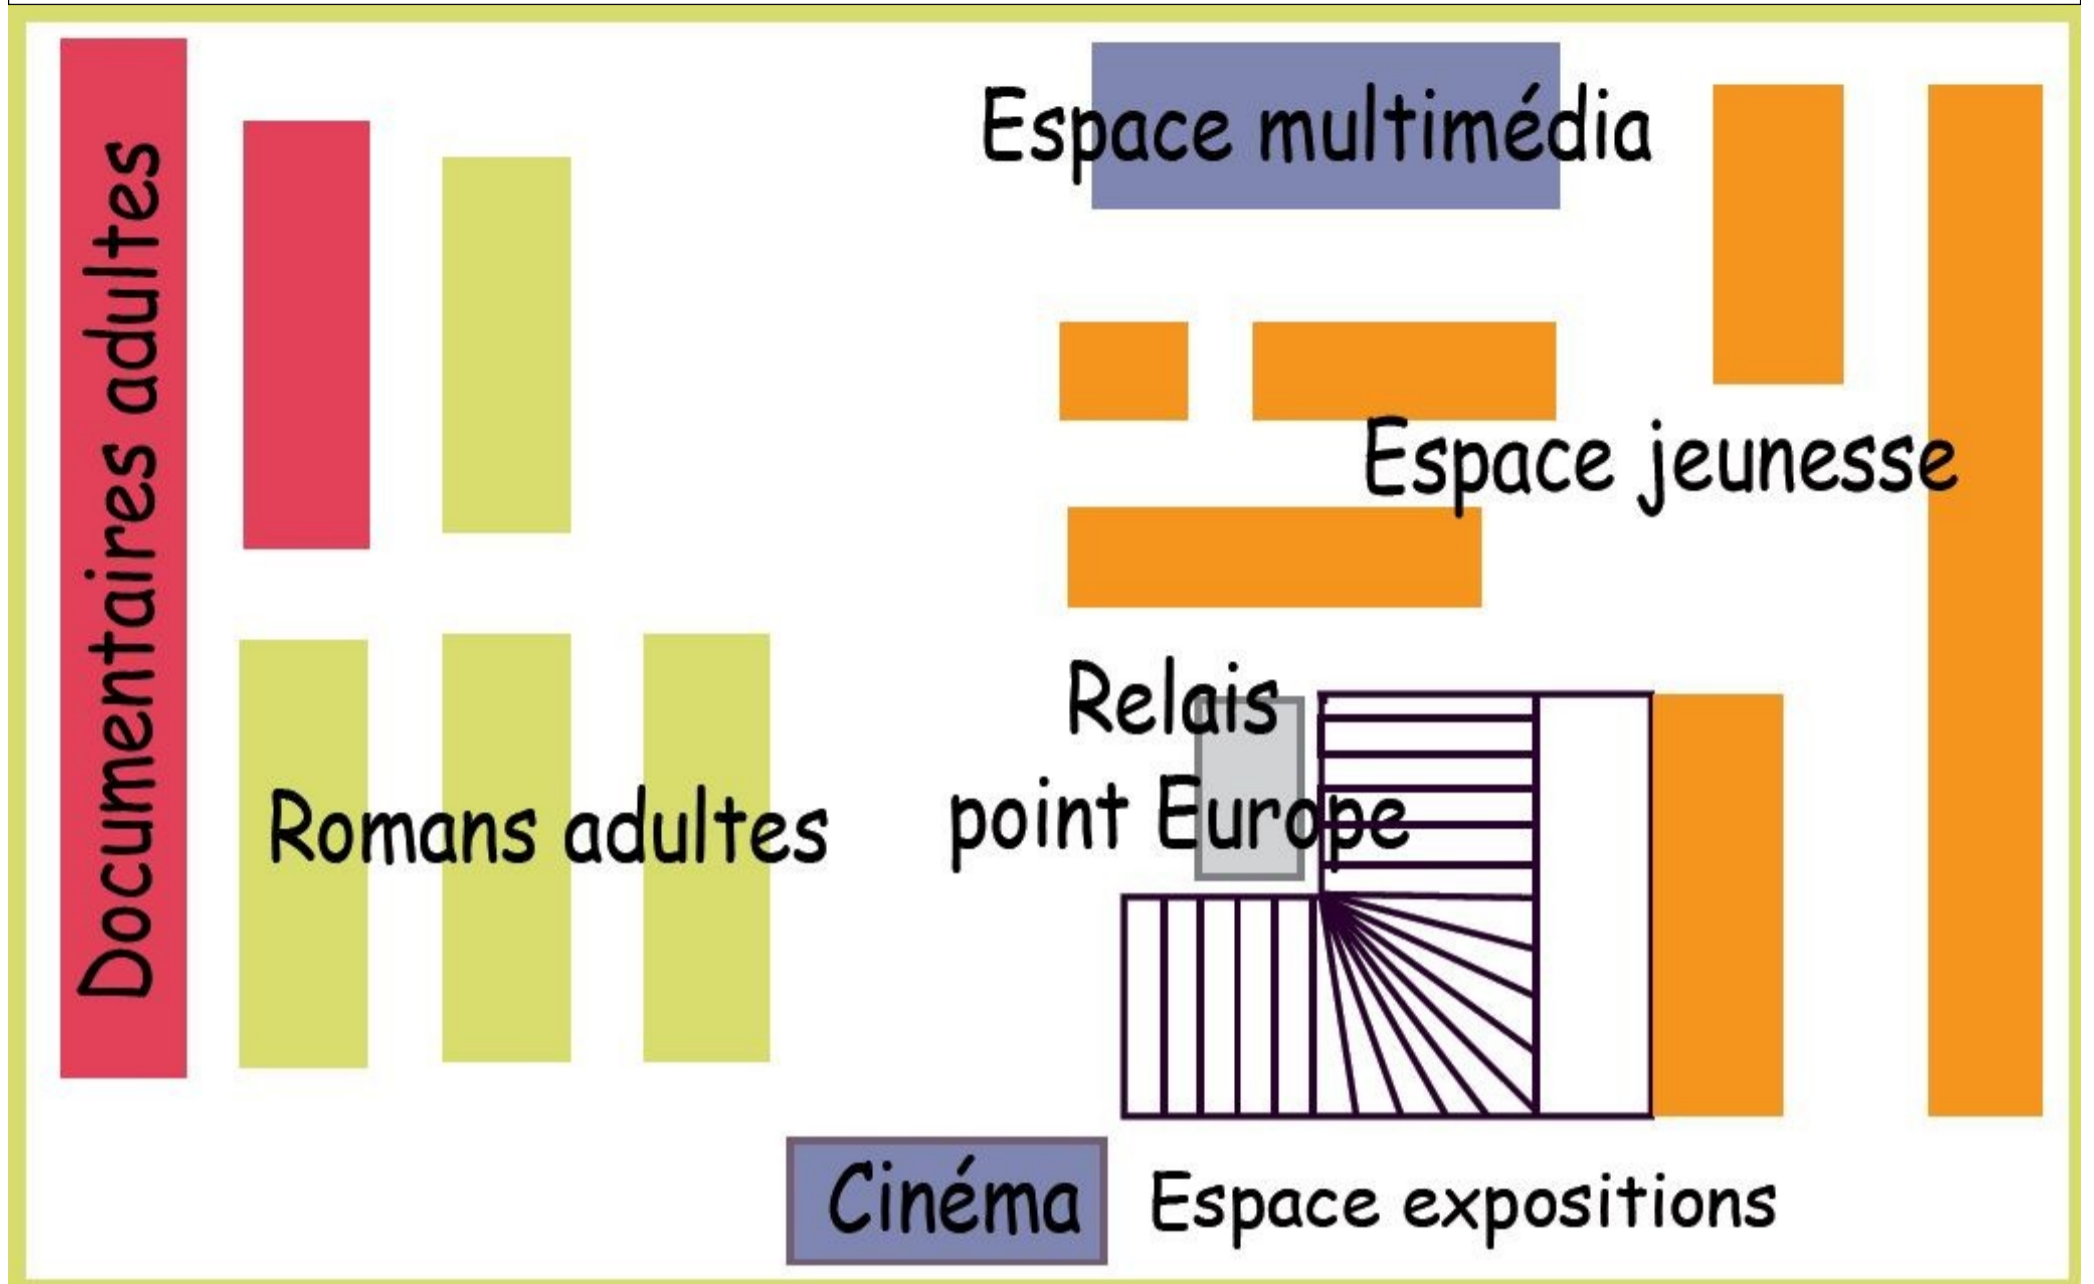 Documentaires adultes
Espace multimédia
Espace jeunesse
Relais
point Europe
Romans adultes
Cinéma
Espace expositions